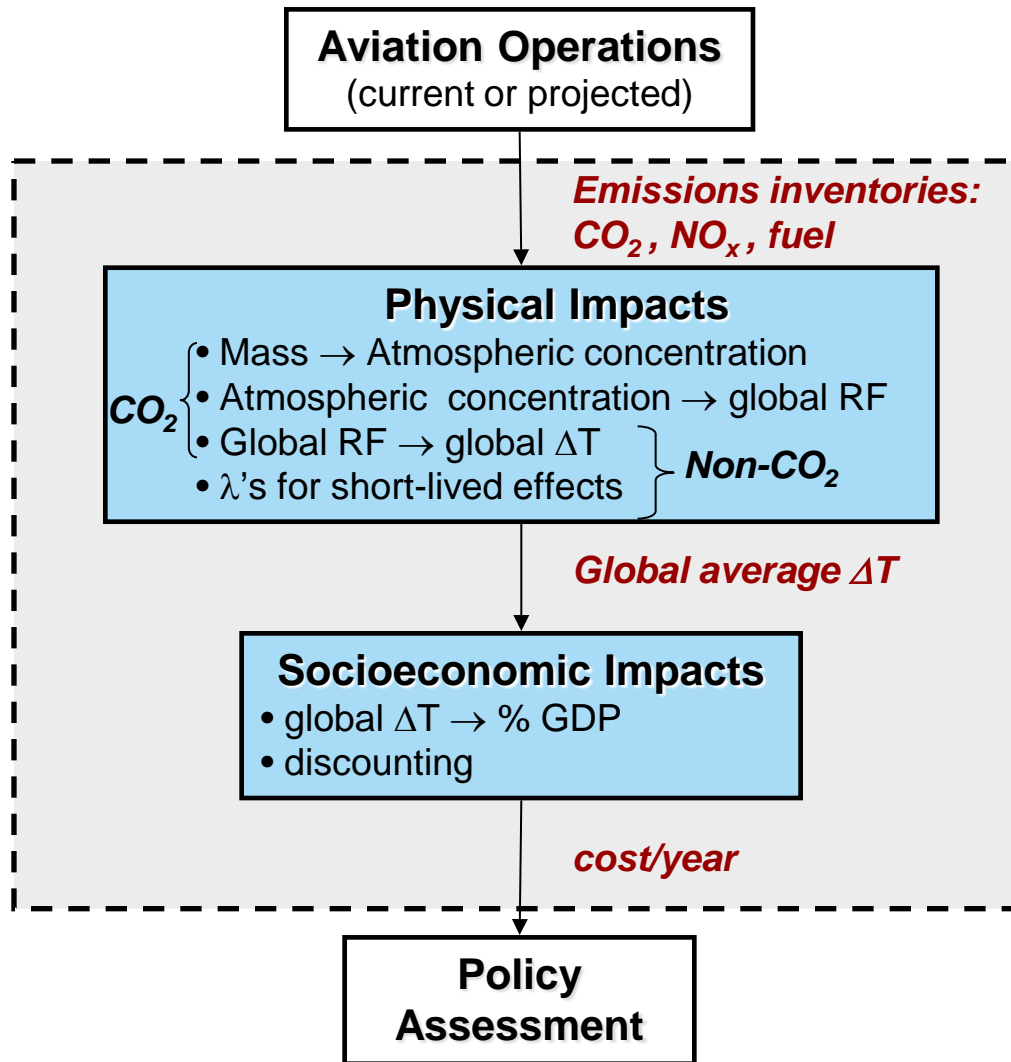 Aviation Operations
(current or projected)
Emissions inventories:
CO₂ , NOₓ , fuel
Physical Impacts
• Mass → Atmospheric concentration
• Atmospheric concentration → global RF
CO₂
• Global RF → global ΔT
• λ's for short-lived effects
Non-CO₂
Global average ΔT
Socioeconomic Impacts
• global ΔT → % GDP
• discounting
cost/year
Policy
Assessment